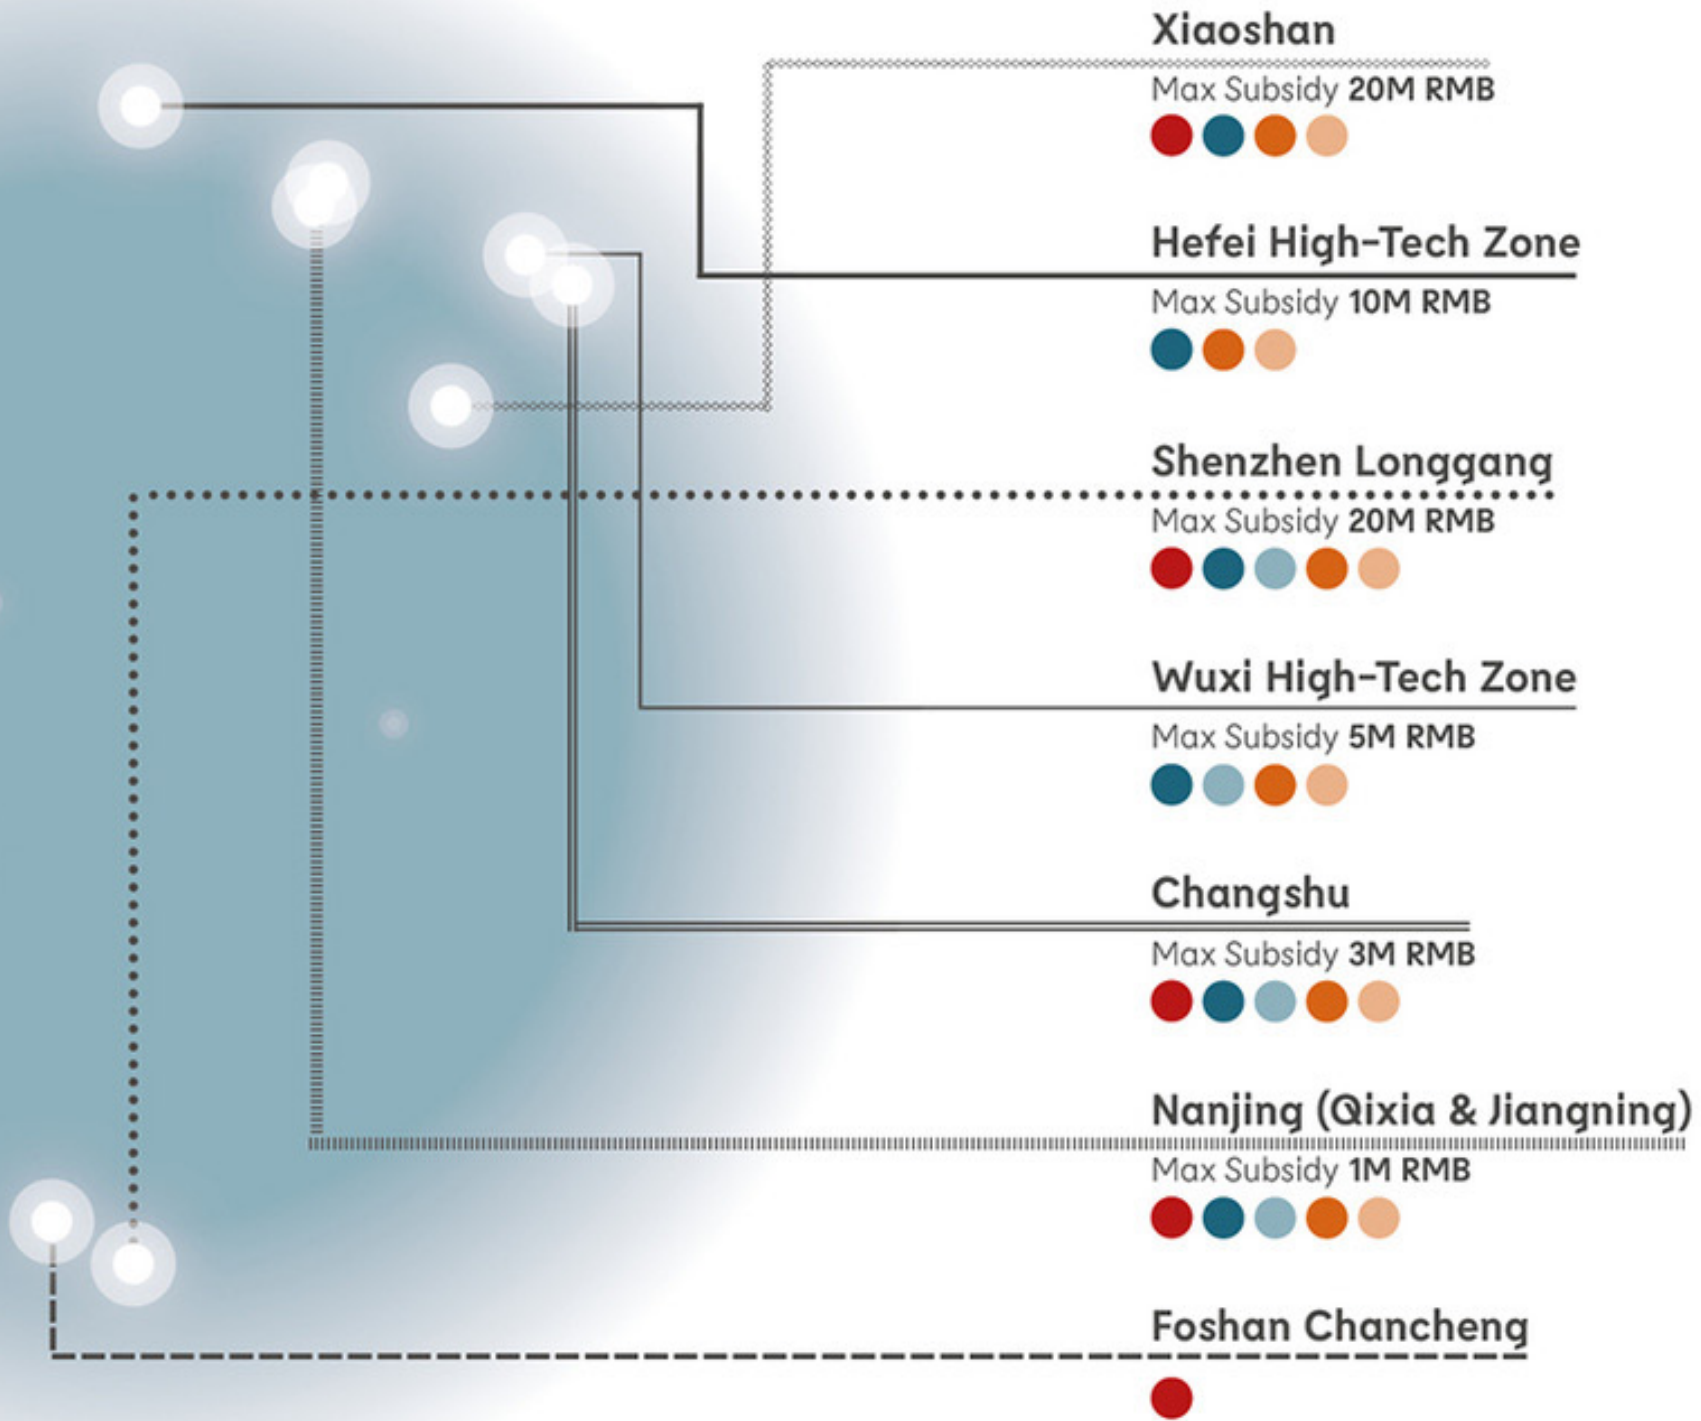 Xiaoshan
Max Subsidy 20M RMB
Hefei High-Tech Zone
Max Subsidy 10M RMB
Shenzhen Longgang
Max Subsidy 20M RMB
Wuxi High-Tech Zone
Max Subsidy 5M RMB
Changshu
Max Subsidy 3M RMB
Nanjing (Qixia & Jiangning)
Max Subsidy 1M RMB
Foshan Chancheng